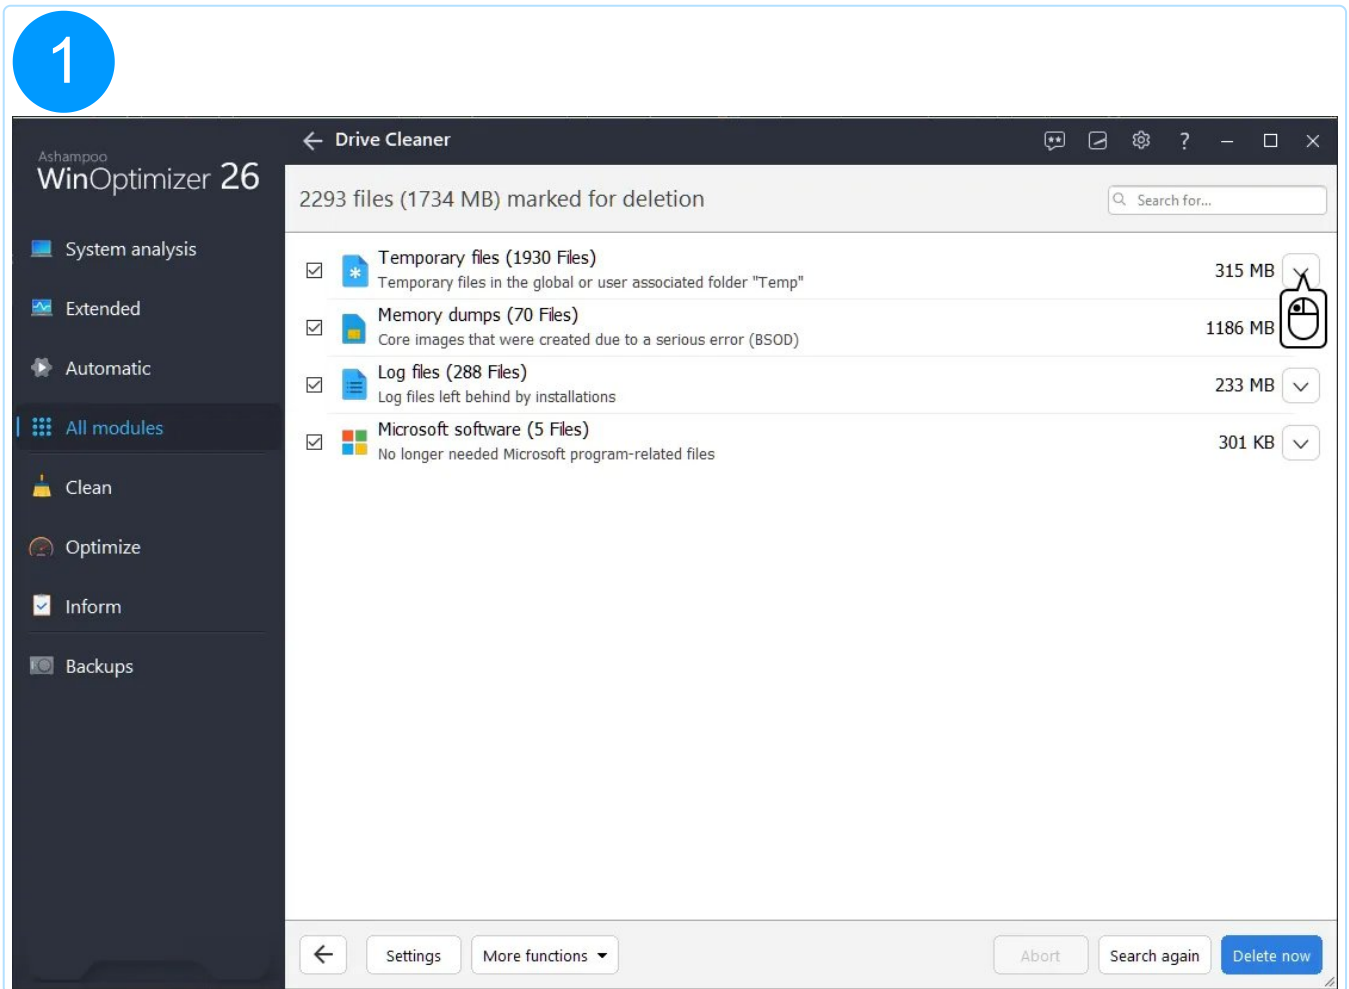 1
Ashampoo
WinOptimizer 26
Drive Cleaner
?
2293 files (1734 MB) marked for deletion
Search for...
System analysis
Extended
Automatic
All modules
Clean
Optimize
Inform
Backups
Temporary files (1930 Files)
Temporary files in the global or user associated folder "Temp"
315 MB
Memory dumps (70 Files)
Core images that were created due to a serious error (BSOD)
1186 MB
Log files (288 Files)
Log files left behind by installations
233 MB
Microsoft software (5 Files)
No longer needed Microsoft program-related files
301 KB
Settings
More functions
Abort
Search again
Delete now